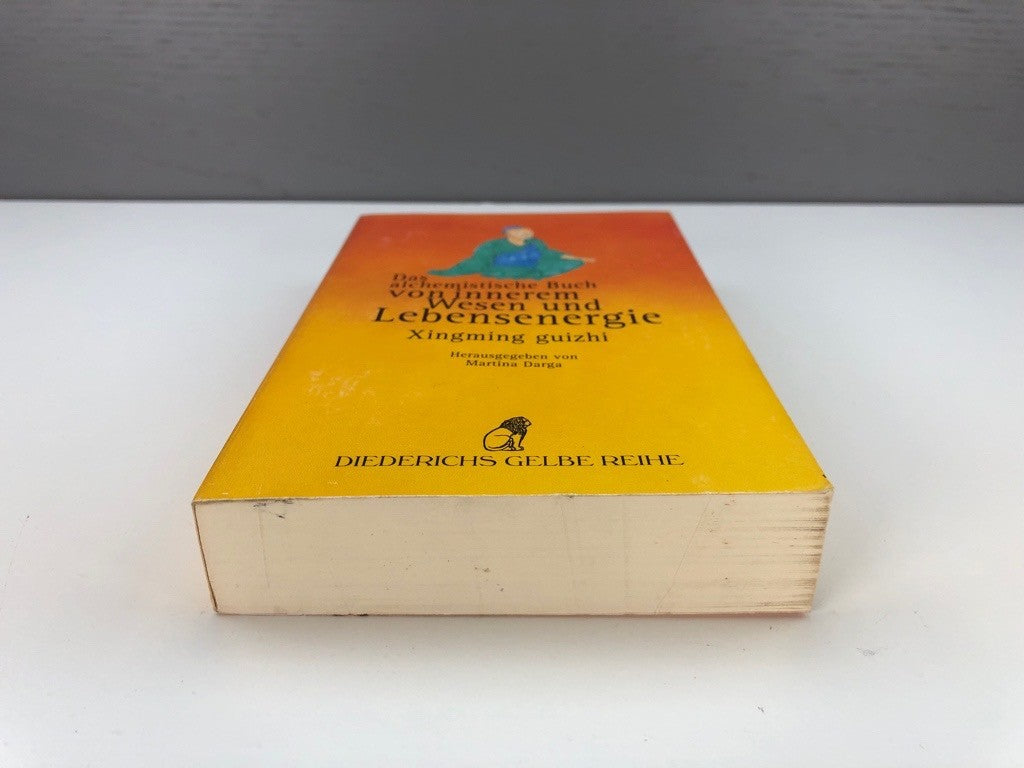 Das
alchemistische Buch
von innerem
Wesen und
Lebensenergie
Xingming guizhi
Herausgegeben von
Martina Darga
DIEDERICHS GELBE REIHE